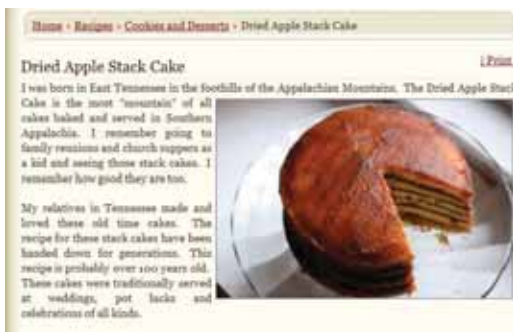 Home › Recipes › Cookies and Desserts › Dried Apple Stack Cake
Dried Apple Stack Cake
| Print
I was born in East Tennessee in the foothills of the Appalachian Mountains. The Dried Apple Stack
Cake is the most "mountain" of all
cakes baked and served in Southern
Appalachia. I remember going to
family reunions and church suppers as
a kid and seeing those stack cakes. I
remember how good they are too.
My relatives in Tennessee made and
loved these old time cakes. The
recipe for these stack cakes have been
handed down for generations. This
recipe is probably over 100 years old.
These cakes were traditionally served
at weddings, pot lucks and
celebrations of all kinds.